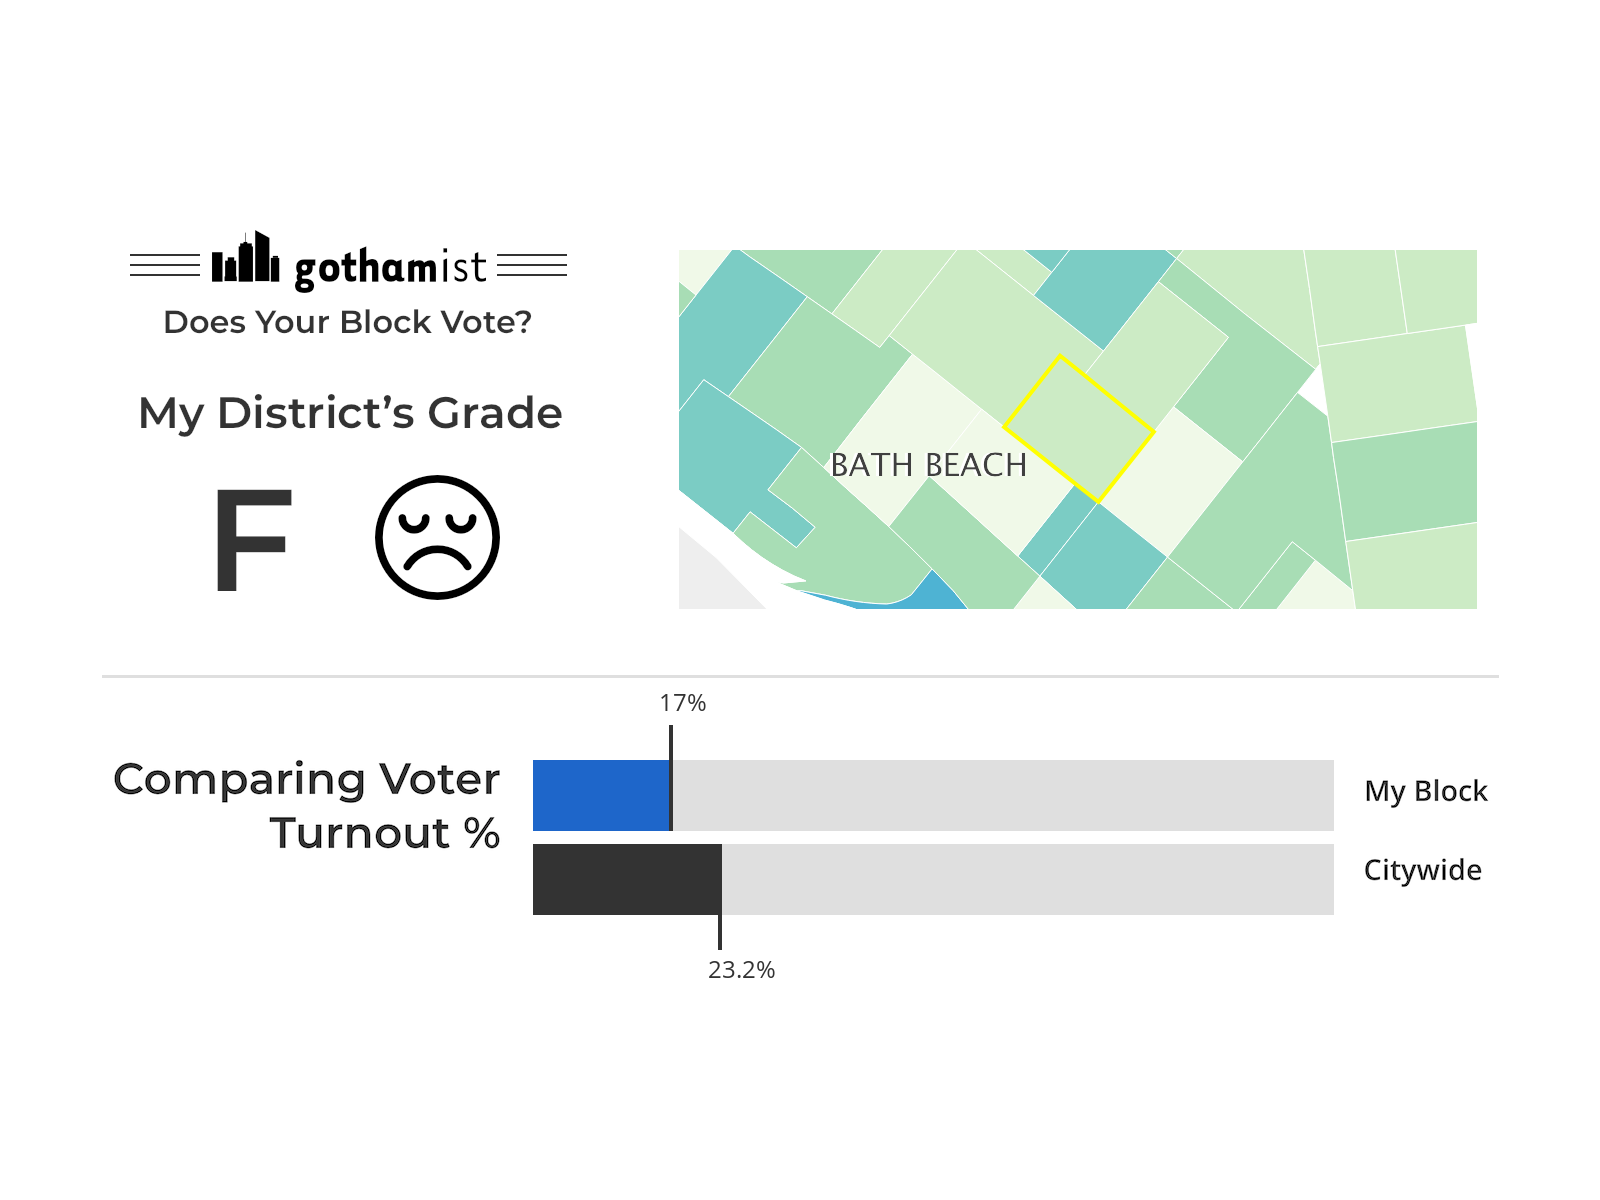 gothamist
Does Your Block Vote?
My District’s Grade
F
BATH BEACH
17%
Comparing Voter
Turnout %
My Block
Citywide
23.2%